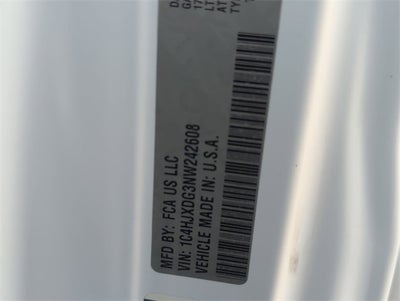 MFD BY: FCA US LLC
VIN: 1C4HJXDG3NW242608
VEHICLE MADE IN: U.S.A.